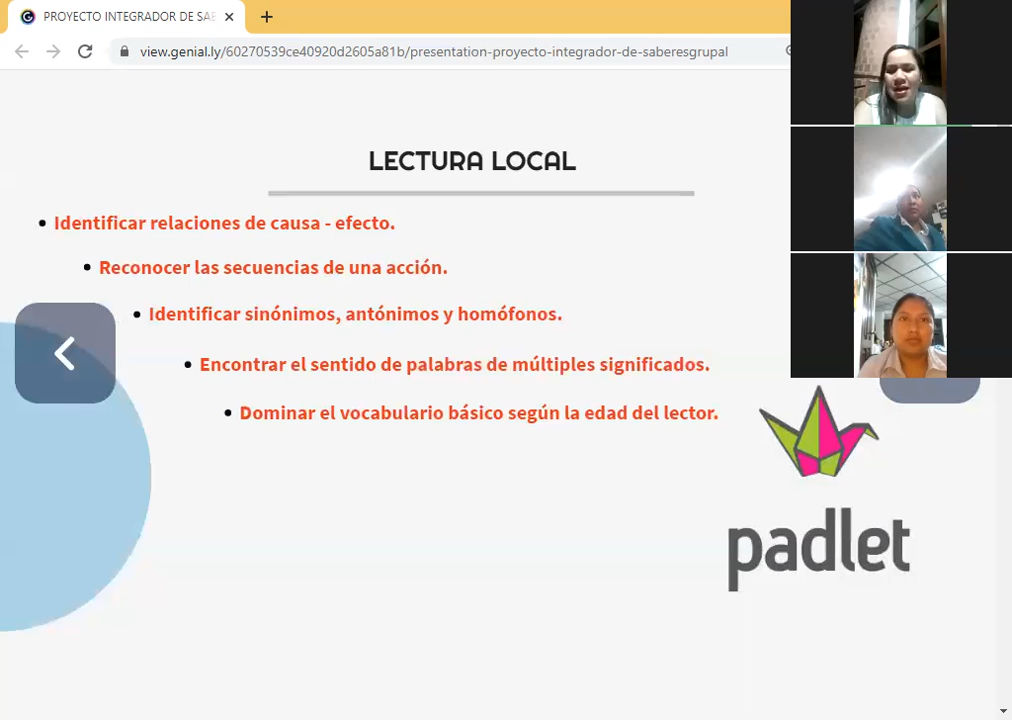 PROYECTO INTEGRADOR DE SA
view.genial.ly/60270539ce40920d2605a81b/presentation-proyecto-integrador-de-saberesgrupal
LECTURA LOCAL
• Identificar relaciones de causa - efecto.
• Reconocer las secuencias de una acción.
• Identificar sinónimos, antónimos y homófonos.
• Encontrar el sentido de palabras de múltiples significados.
• Dominar el vocabulario básico según la edad del lector.
padlet